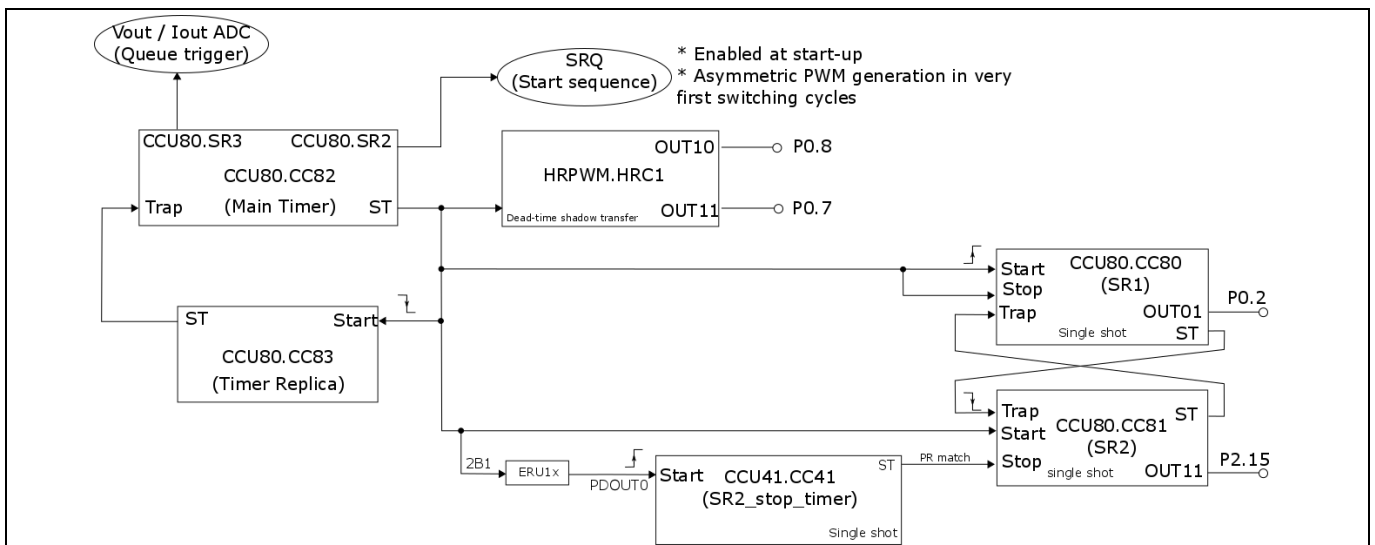 Vout / Iout ADC
(Queue trigger)
SRQ
(Start sequence)
* Enabled at start-up
* Asymmetric PWM generation in very
first switching cycles
CCU80.SR3
CCU80.SR2
CCU80.CC82
(Main Timer)
Trap
ST
HRPWM.HRC1
OUT10
OUT11
Dead-time shadow transfer
P0.8
P0.7
ST
Start
CCU80.CC83
(Timer Replica)
Start
Stop
Trap
CCU80.CC80
(SR1)
OUT01
ST
Single shot
P0.2
Trap
Start
Stop
ST
CCU80.CC81
(SR2)
OUT11
single shot
P2.15
2B1
ERU1x
PDOUT0
Start
ST
CCU41.CC41
(SR2_stop_timer)
Single shot
PR match